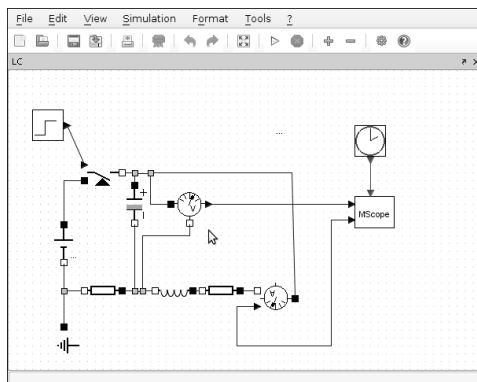 File Edit View Simulation Format Tools ?
LC
...
+
V
MScope
...
A